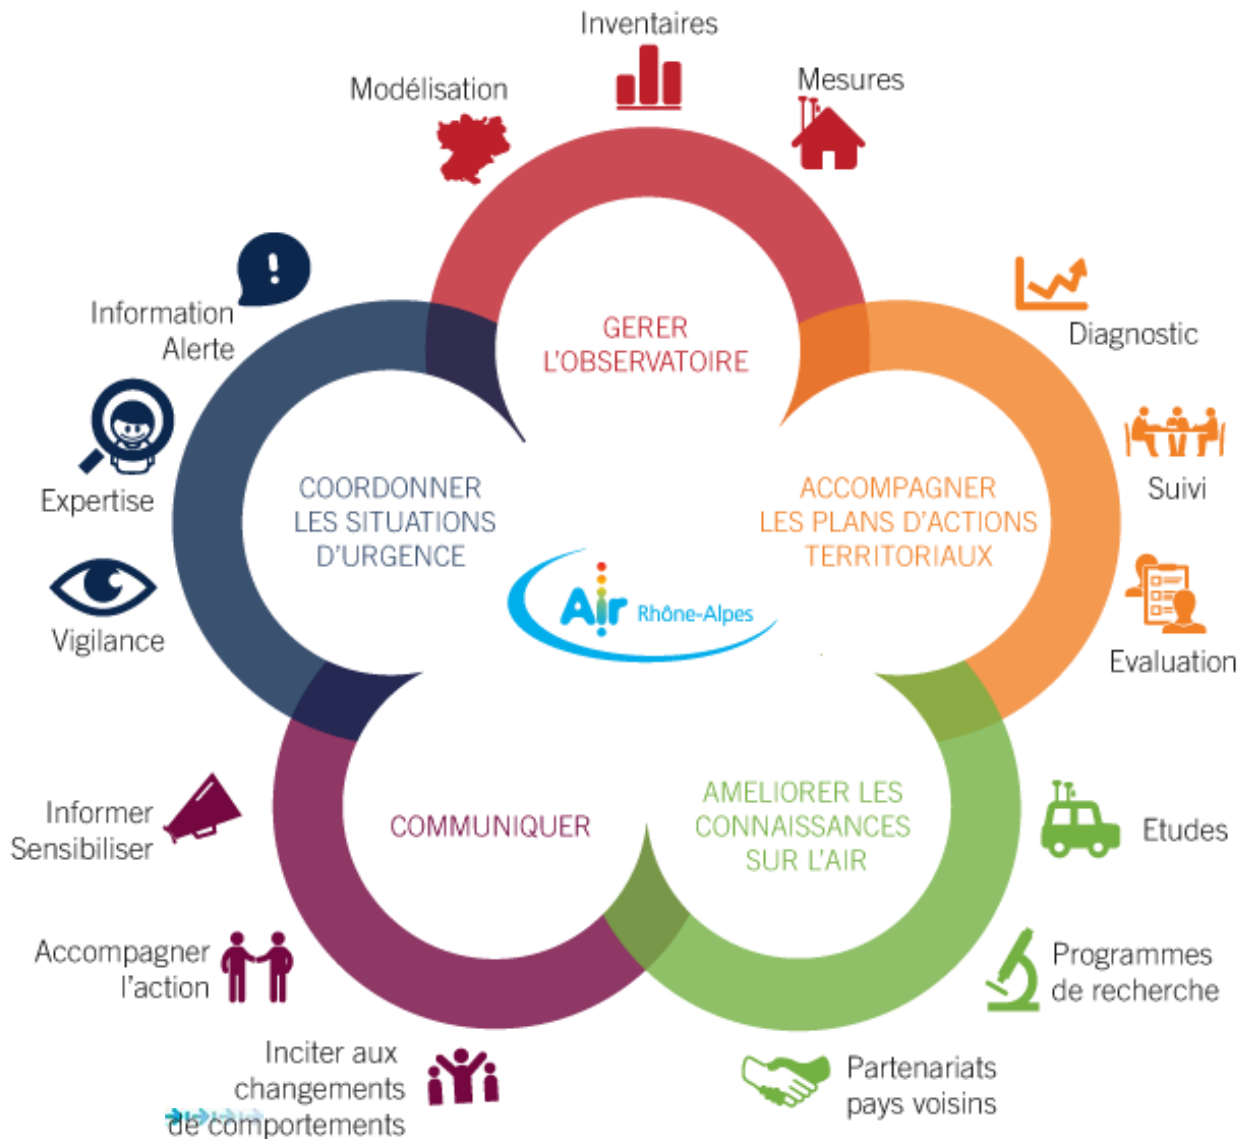 Inventaires
Modélisation
Mesures
Information
Alerte
Expertise
Vigilance
Diagnostic
Suivi
Evaluation
GERER
L'OBSERVATOIRE
COORDONNER
LES SITUATIONS
D'URGENCE
ACCOMPAGNER
LES PLANS D'ACTIONS
TERRITORIAUX
Air Rhône-Alpes
COMMUNIQUER
AMELIORER LES
CONNAISSANCES
SUR L'AIR
Informer
Sensibiliser
Accompagner
l'action
Inciter aux
changements
de comportements
Etudes
Programmes
de recherche
Partenariats
pays voisins